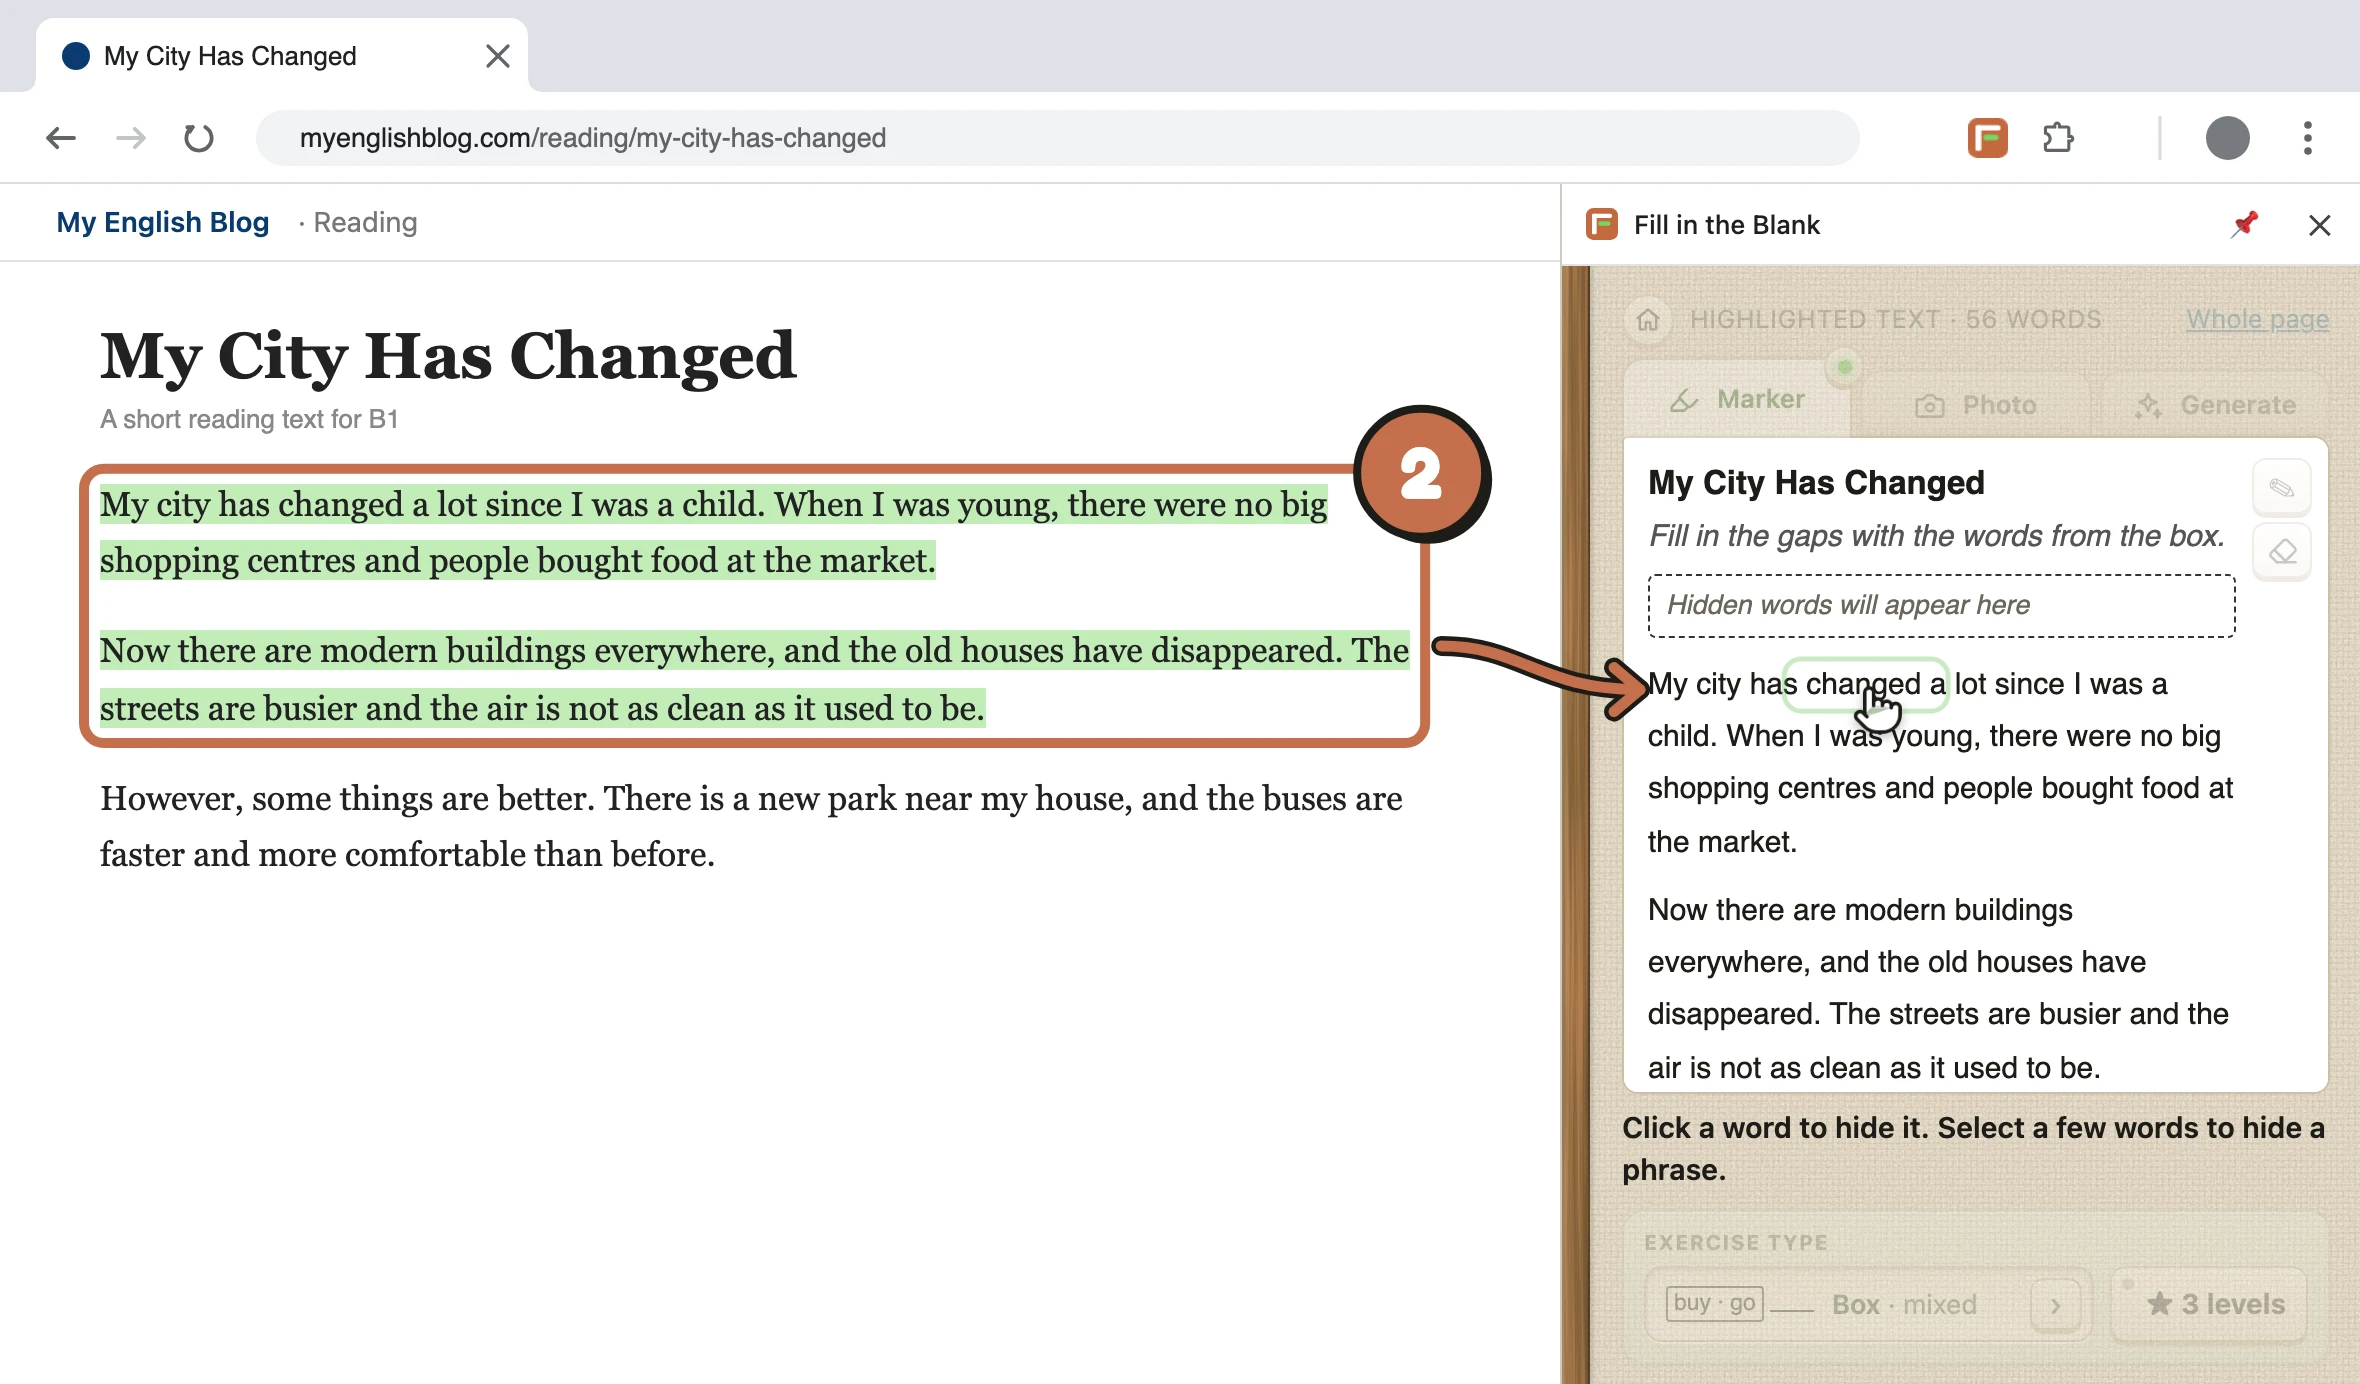 My City Has Changed
myenglishblog.com/reading/my-city-has-changed
My English Blog · Reading
My City Has Changed
A short reading text for B1
2
My city has changed a lot since I was a child. When I was young, there were no big
shopping centres and people bought food at the market.
Now there are modern buildings everywhere, and the old houses have disappeared. The
streets are busier and the air is not as clean as it used to be.
However, some things are better. There is a new park near my house, and the buses are
faster and more comfortable than before.
Fill in the Blank
HIGHLIGHTED TEXT · 56 WORDS Whole page
Marker Photo Generate
My City Has Changed
Fill in the gaps with the words from the box.
Hidden words will appear here
My city has changed a lot since I was a
child. When I was young, there were no big
shopping centres and people bought food at
the market.
Now there are modern buildings
everywhere, and the old houses have
disappeared. The streets are busier and the
air is not as clean as it used to be.
Click a word to hide it. Select a few words to hide a
phrase.
EXERCISE TYPE
buy · go ___ Box · mixed › ★ 3 levels